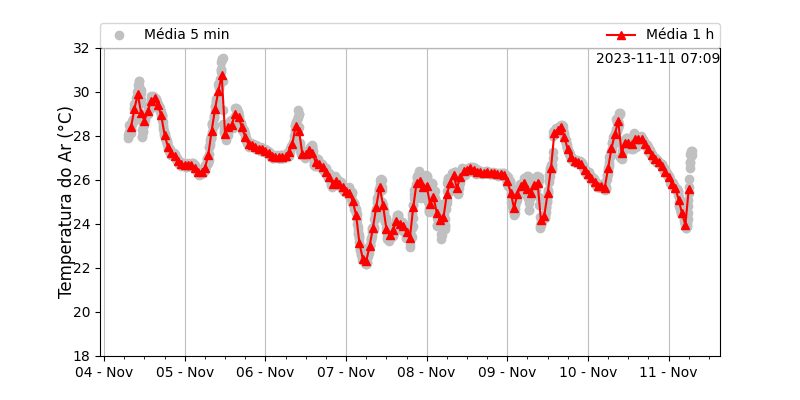 Média 5 min
Média 1 h
2023-11-11 07:09
Temperatura do Ar (°C)
32
30
28
26
24
22
20
18
04 - Nov
05 - Nov
06 - Nov
07 - Nov
08 - Nov
09 - Nov
10 - Nov
11 - Nov